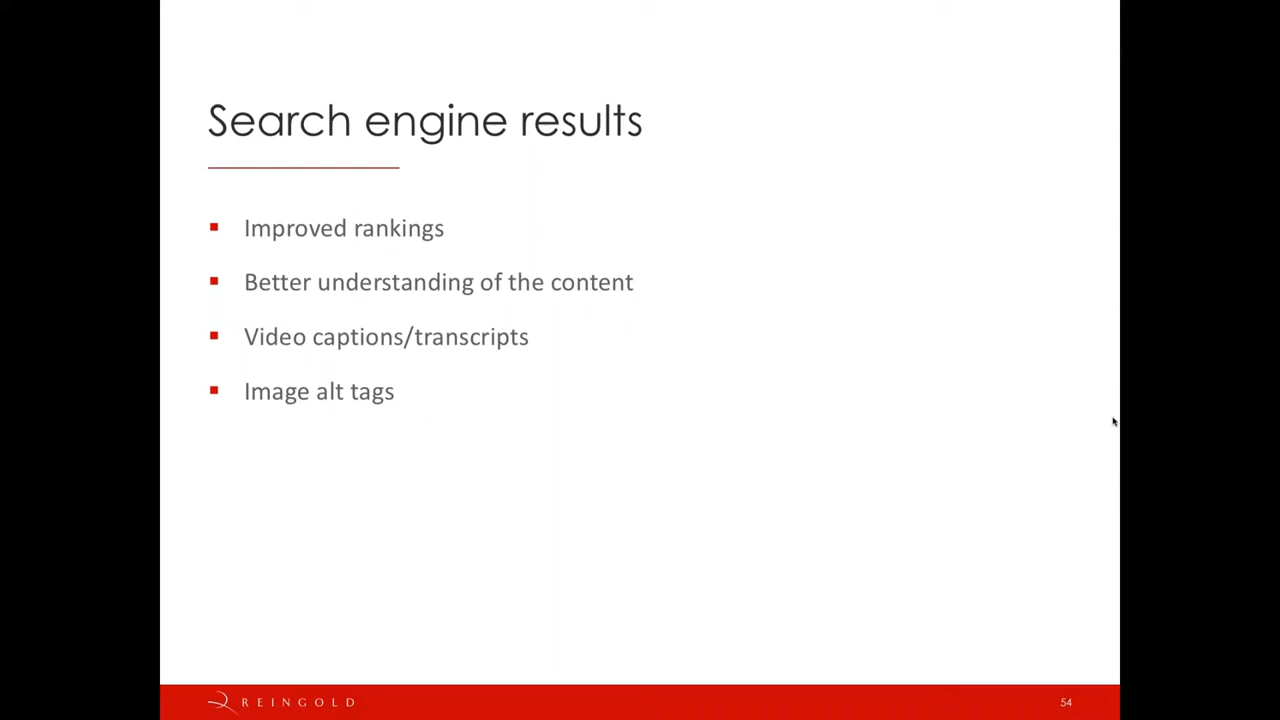 Search engine results
Improved rankings
Better understanding of the content
Video captions/transcripts
Image alt tags
REINGOLD
54